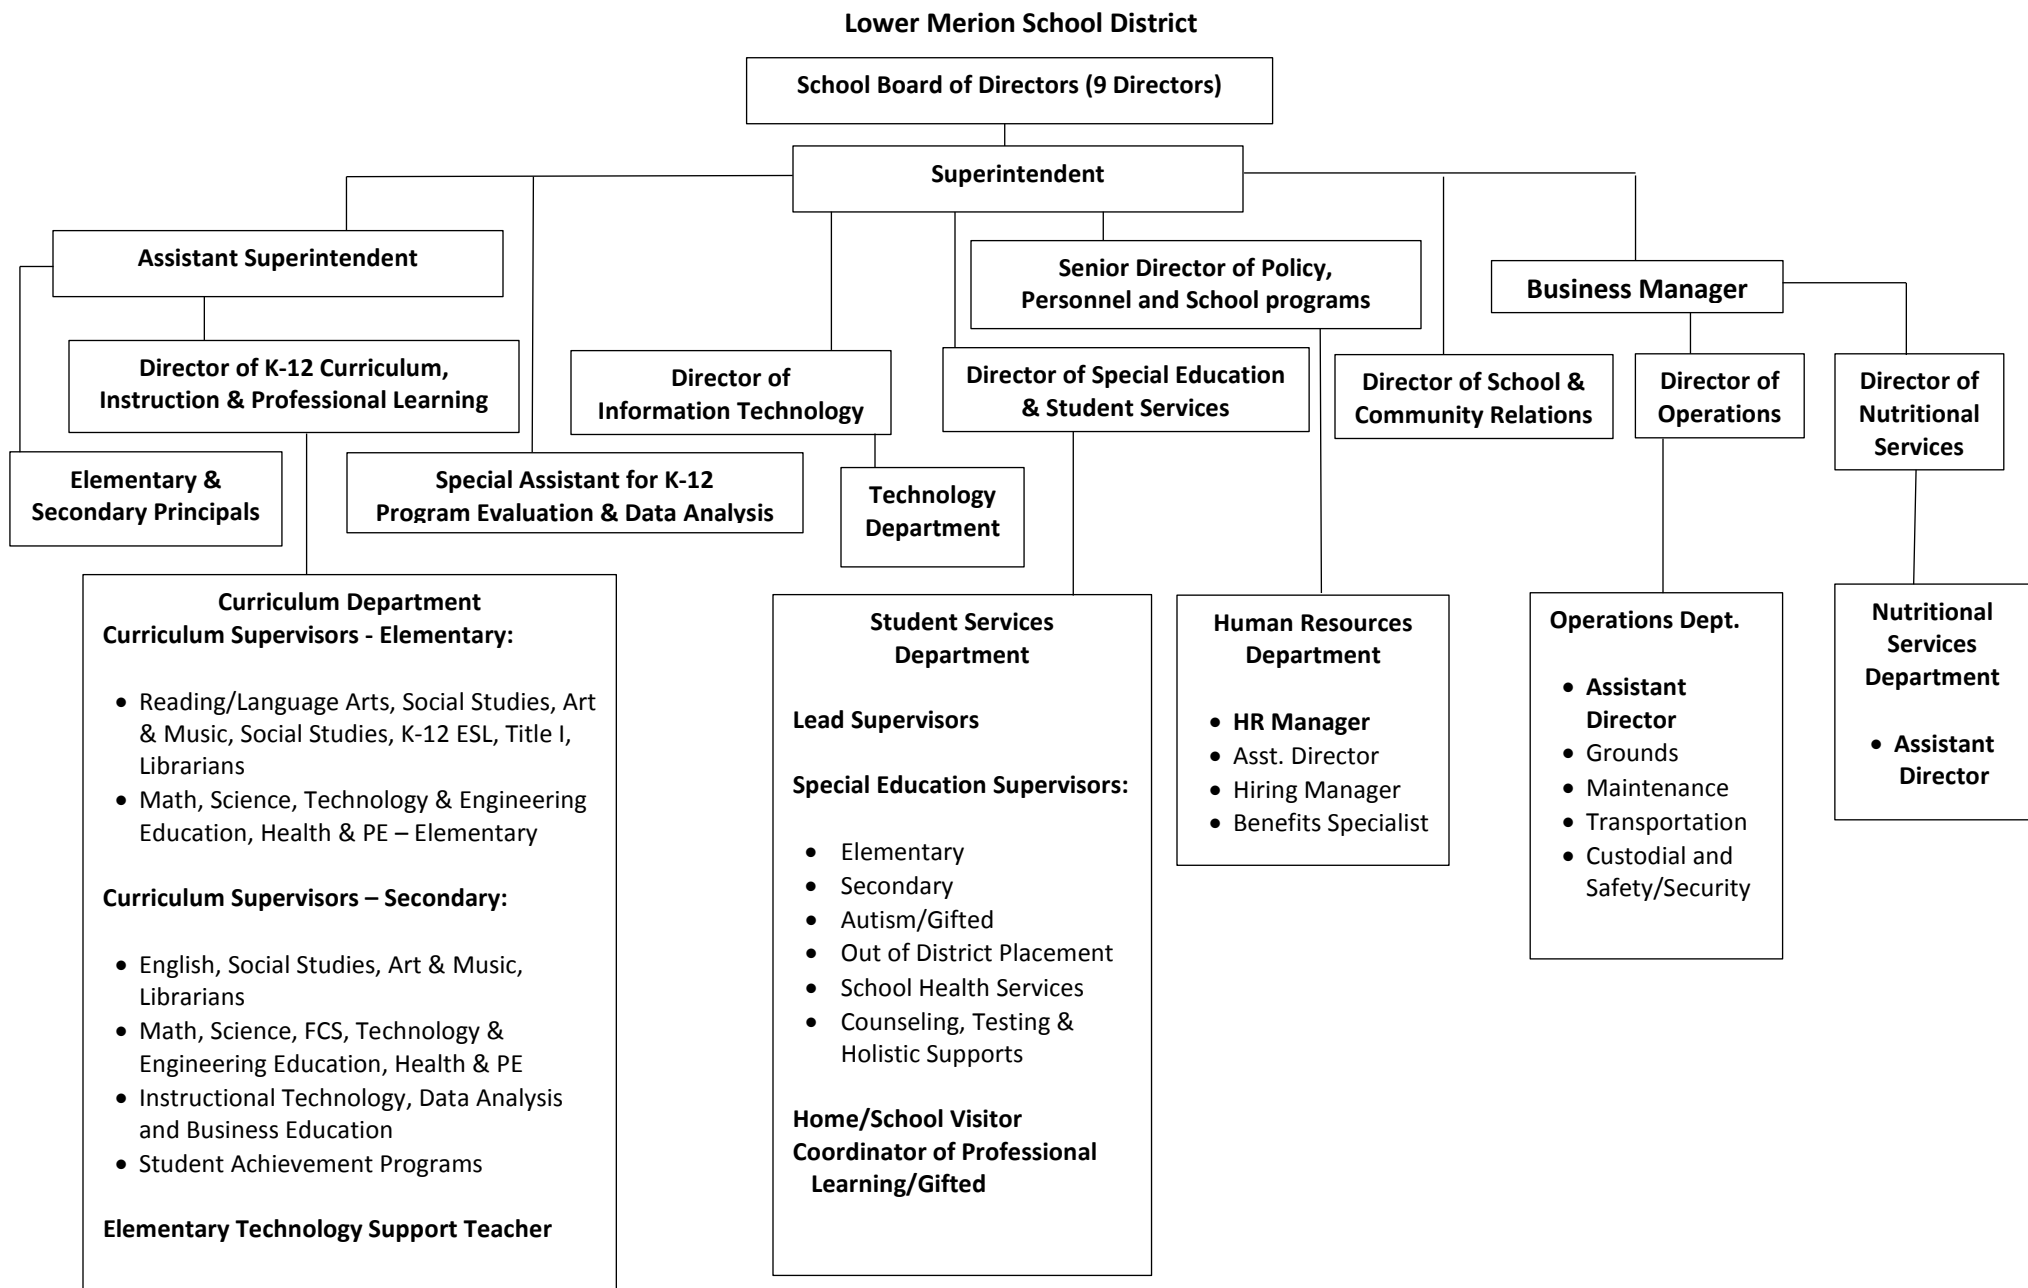 Lower Merion School District
School Board of Directors (9 Directors)
Superintendent
Assistant Superintendent
Senior Director of Policy,
Personnel and School programs
Business Manager
Director of K-12 Curriculum,
Instruction & Professional Learning
Director of
Information Technology
Director of Special Education
& Student Services
Director of School &
Community Relations
Director of
Operations
Director of
Nutritional
Services
Elementary &
Secondary Principals
Special Assistant for K-12
Program Evaluation & Data Analysis
Technology
Department
Curriculum Department
Curriculum Supervisors - Elementary:
• Reading/Language Arts, Social Studies, Art
& Music, Social Studies, K-12 ESL, Title I,
Librarians
• Math, Science, Technology & Engineering
Education, Health & PE – Elementary
Curriculum Supervisors – Secondary:
• English, Social Studies, Art & Music,
Librarians
• Math, Science, FCS, Technology &
Engineering Education, Health & PE
• Instructional Technology, Data Analysis
and Business Education
• Student Achievement Programs
Elementary Technology Support Teacher
Student Services
Department
Lead Supervisors
Special Education Supervisors:
• Elementary
• Secondary
• Autism/Gifted
• Out of District Placement
• School Health Services
• Counseling, Testing &
Holistic Supports
Home/School Visitor
Coordinator of Professional
Learning/Gifted
Human Resources
Department
• HR Manager
• Asst. Director
• Hiring Manager
• Benefits Specialist
Operations Dept.
• Assistant
Director
• Grounds
• Maintenance
• Transportation
• Custodial and
Safety/Security
Nutritional
Services
Department
• Assistant
Director